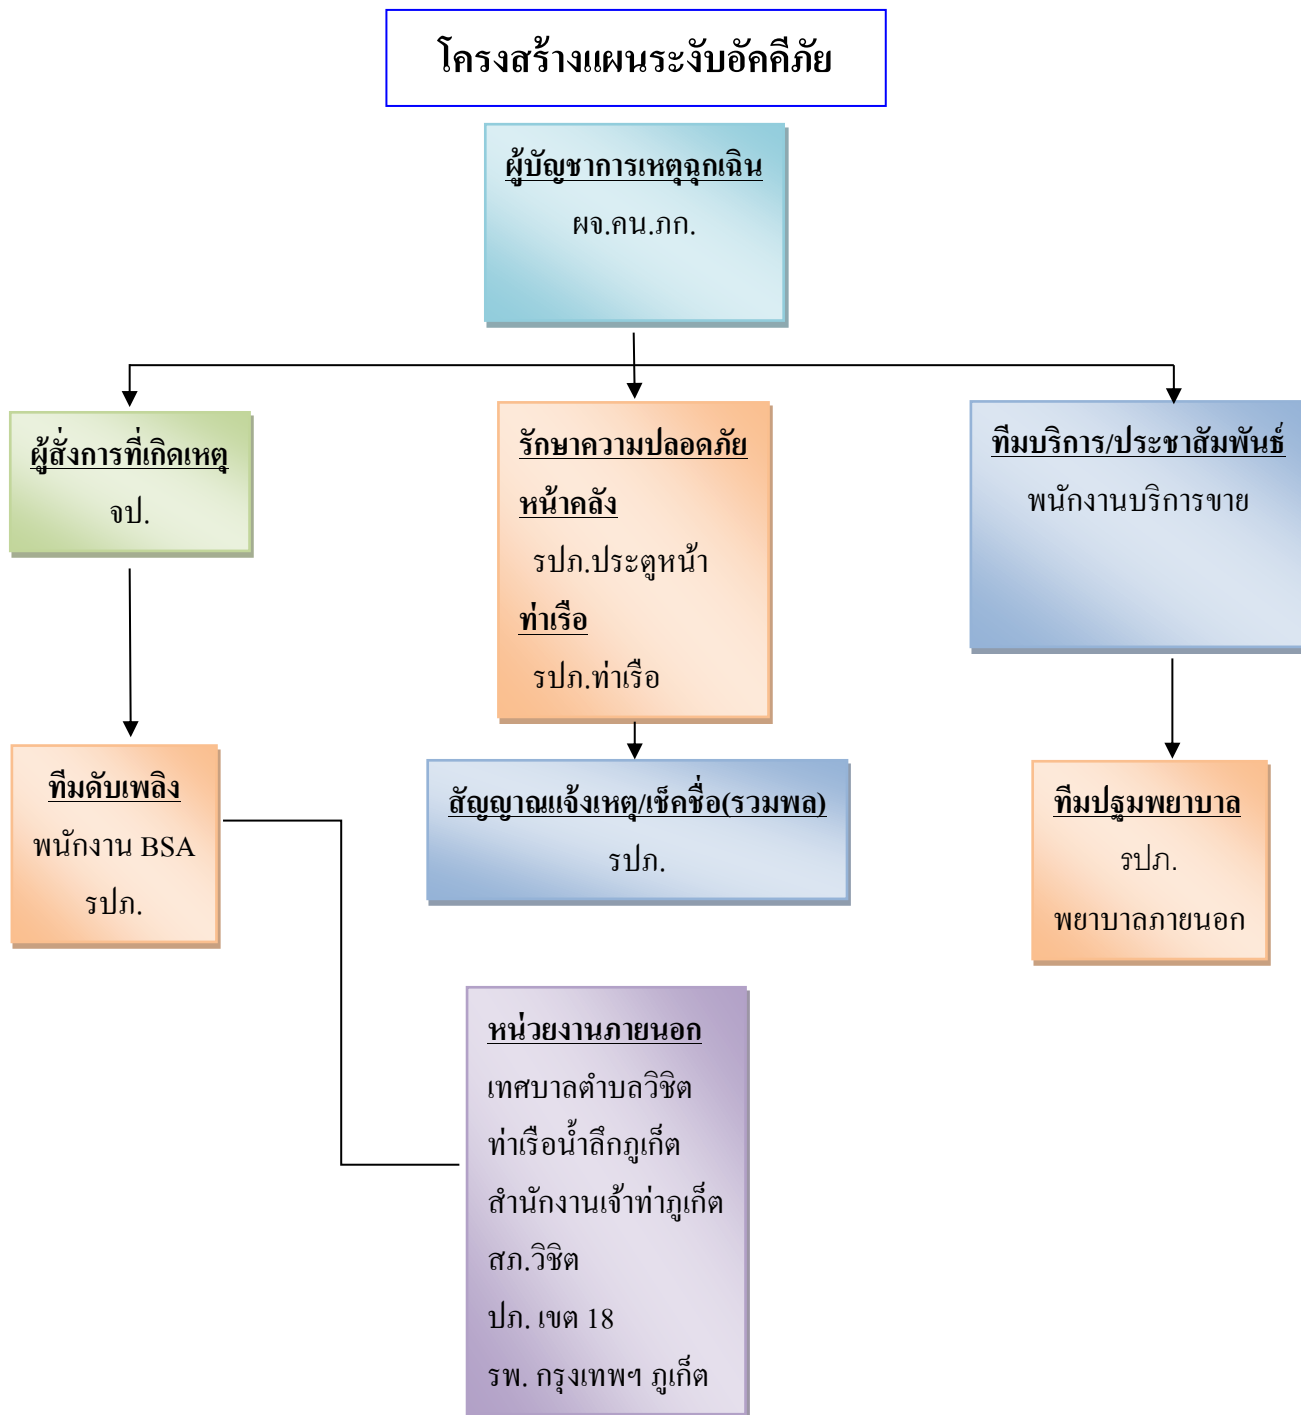 โครงสร้างแผนระงับอัคคีภัย
ผู้บัญชาการเหตุฉุกเฉิน
ผจ.คน.ภก.
ผู้สั่งการที่เกิดเหตุ
จป.
รักษาความปลอดภัย
หน้าคลัง
รปภ.ประตูหน้า
ท่าเรือ
รปภ.ท่าเรือ
ทีมบริการ/ประชาสัมพันธ์
พนักงานบริการขาย
ทีมดับเพลิง
พนักงาน BSA
รปภ.
สัญญาณแจ้งเหตุ/เช็คชื่อ(รวมพล)
รปภ.
ทีมปฐมพยาบาล
รปภ.
พยาบาลภายนอก
หน่วยงานภายนอก
เทศบาลตำบลวิชิต
ท่าเรือน้ำลึกภูเก็ต
สำนักงานเจ้าท่าภูเก็ต
สภ.วิชิต
ปภ. เขต 18
รพ. กรุงเทพฯ ภูเก็ต